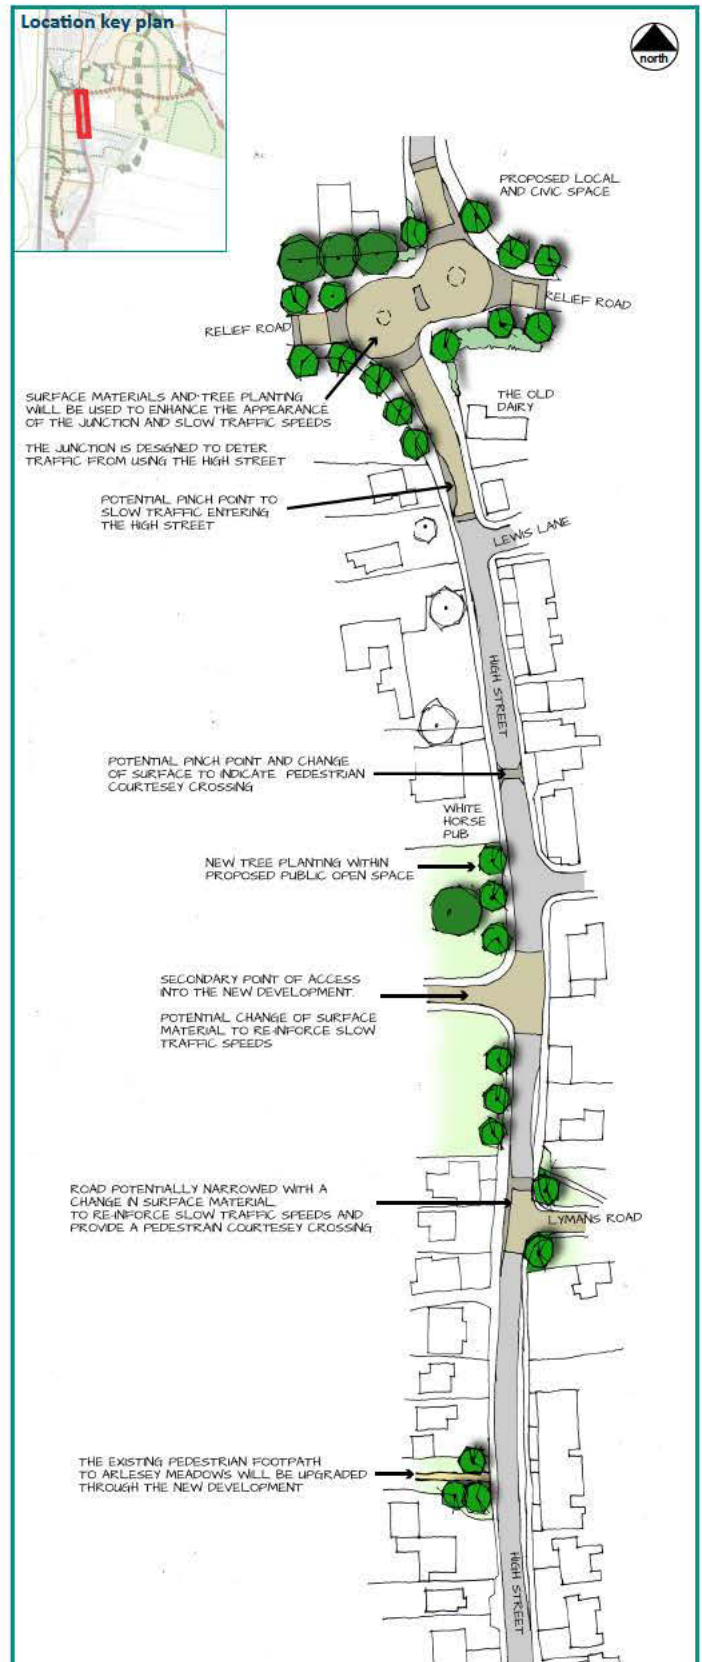 Location key plan
north
PROPOSED LOCAL
AND CIVIC SPACE
RELIEF ROAD
RELIEF ROAD
SURFACE MATERIALS AND TREE PLANTING
WILL BE USED TO ENHANCE THE APPEARANCE
OF THE JUNCTION AND SLOW TRAFFIC SPEEDS
THE JUNCTION IS DESIGNED TO DETER
TRAFFIC FROM USING THE HIGH STREET
THE OLD
DAIRY
POTENTIAL PINCH POINT TO
SLOW TRAFFIC ENTERING
THE HIGH STREET
LEWIS LANE
HIGH STREET
POTENTIAL PINCH POINT AND CHANGE
OF SURFACE TO INDICATE PEDESTRIAN
COURTESEY CROSSING
WHITE
HORSE
PUB
NEW TREE PLANTING WITHIN
PROPOSED PUBLIC OPEN SPACE
SECONDARY POINT OF ACCESS
INTO THE NEW DEVELOPMENT.
POTENTIAL CHANGE OF SURFACE
MATERIAL TO RE-INFORCE SLOW
TRAFFIC SPEEDS
ROAD POTENTIALLY NARROWED WITH A
CHANGE IN SURFACE MATERIAL
TO RE-INFORCE SLOW TRAFFIC SPEEDS AND
PROVIDE A PEDESTRAIN COURTESEY CROSSING
LYMANS ROAD
THE EXISTING PEDESTRIAN FOOTPATH
TO ARLESEY MEADOWS WILL BE UPGRADED
THROUGH THE NEW DEVELOPMENT
HIGH STREET